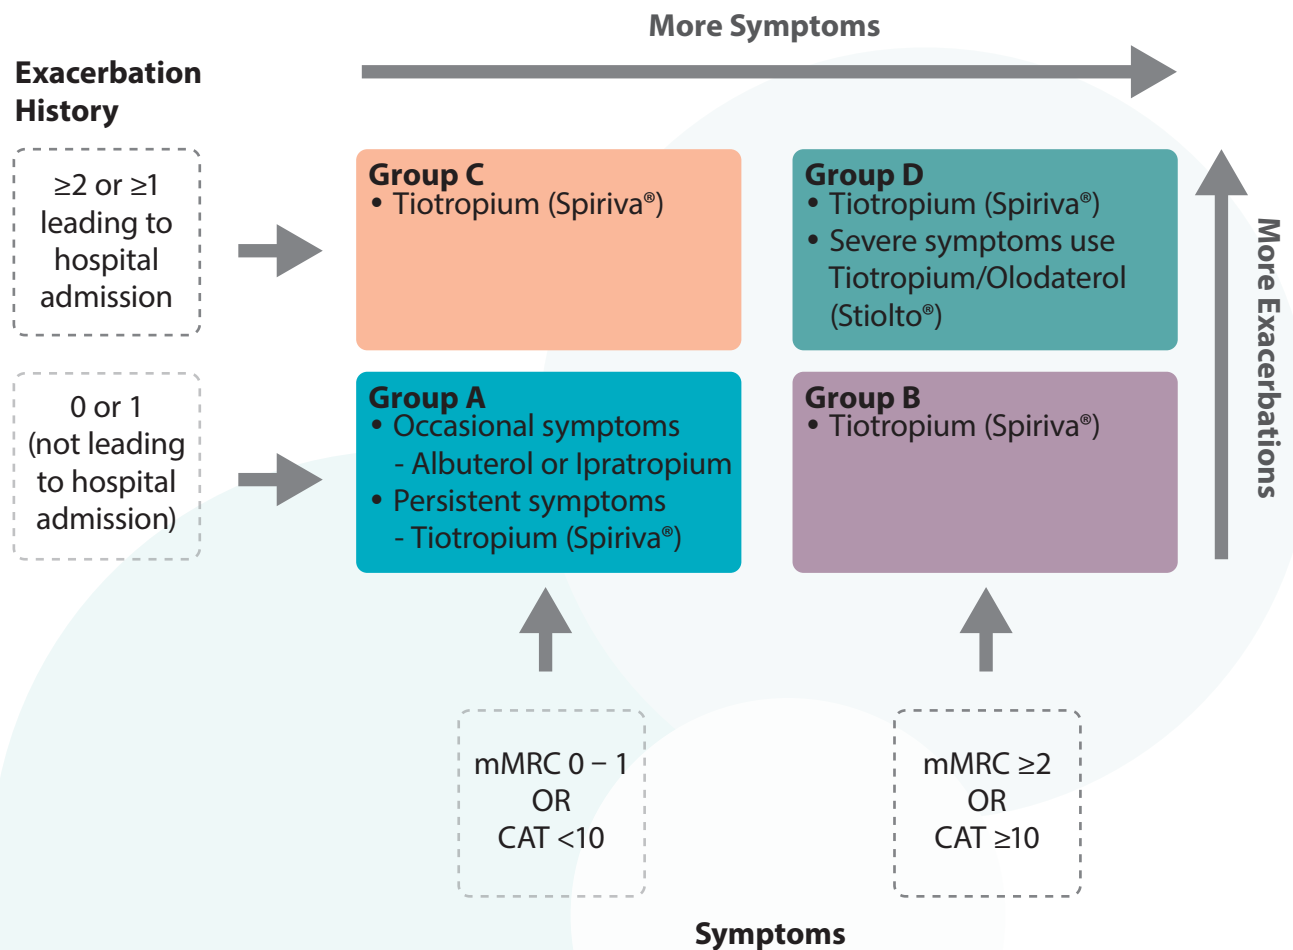 More Symptoms
Exacerbation
History
≥2 or ≥1
leading to
hospital
admission
Group C
• Tiotropium (Spiriva®)
Group D
• Tiotropium (Spiriva®)
• Severe symptoms use
Tiotropium/Olodaterol
(Stiolto®)
More Exacerbations
0 or 1
(not leading
to hospital
admission)
Group A
• Occasional symptoms
- Albuterol or Ipratropium
• Persistent symptoms
- Tiotropium (Spiriva®)
Group B
• Tiotropium (Spiriva®)
mMRC 0 – 1
OR
CAT <10
mMRC ≥2
OR
CAT ≥10
Symptoms